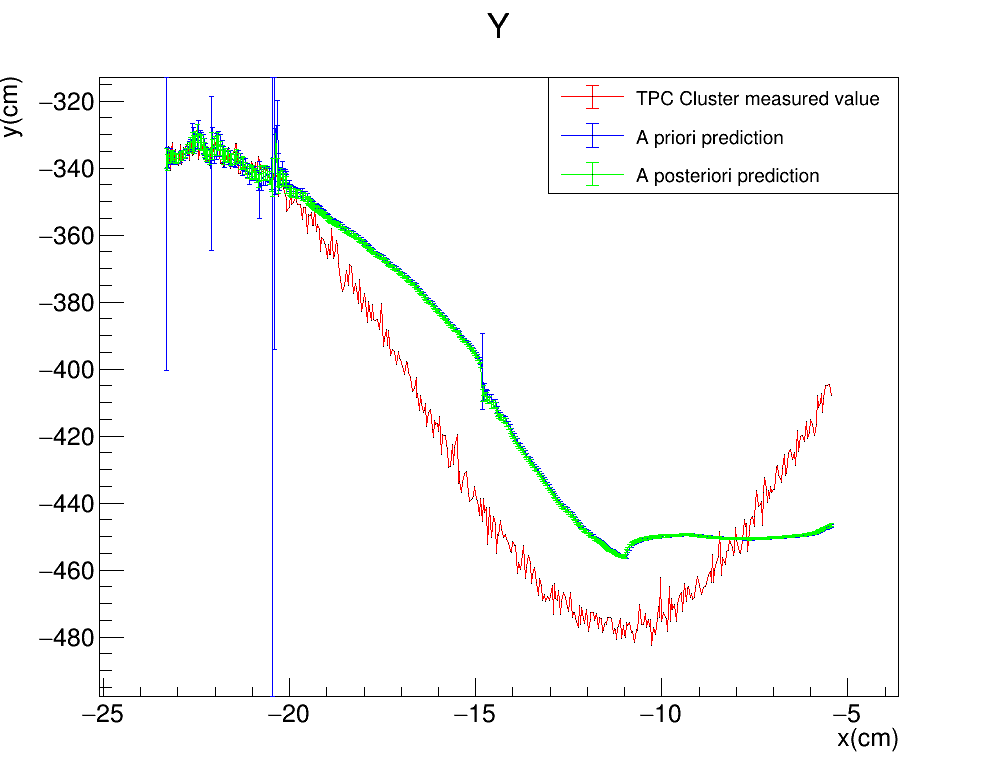 Y
y(cm)
−320
−340
−360
−380
−400
−420
−440
−460
−480
TPC Cluster measured value
A priori prediction
A posteriori prediction
−25 −20 −15 −10 −5
x(cm)